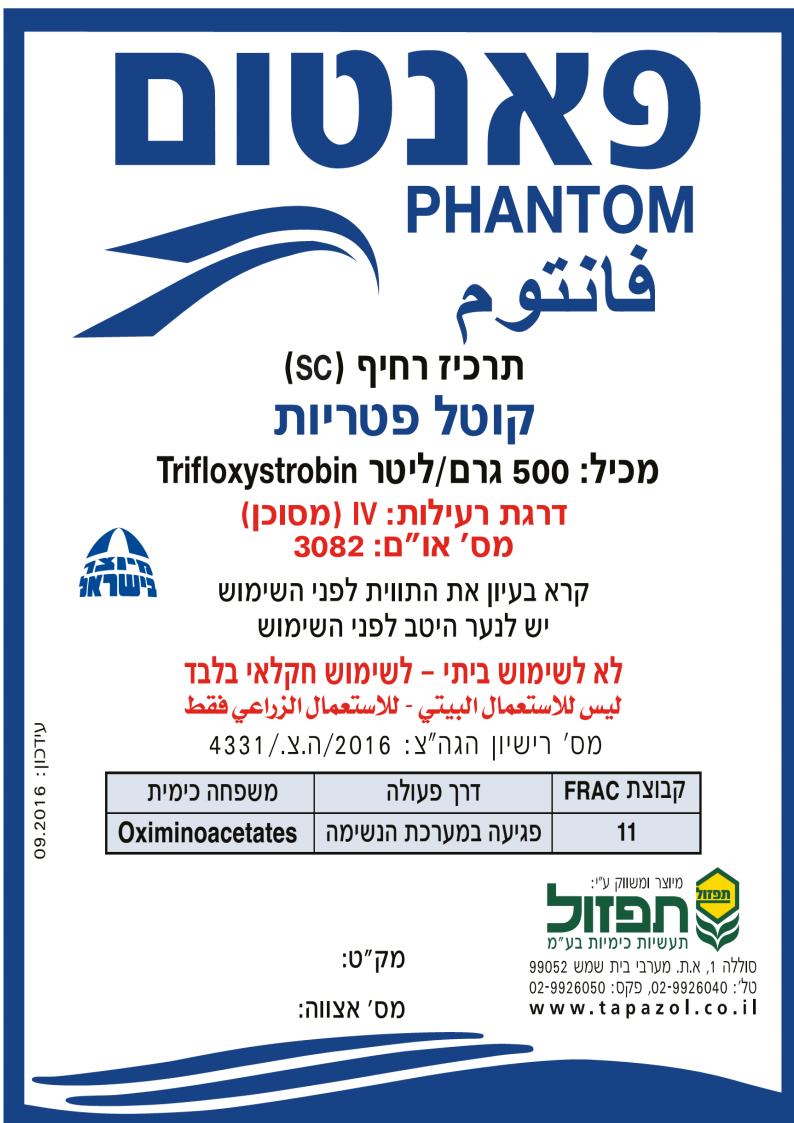 פאנטום
PHANTOM
فانتوم
תרכיז רחיף (SC)
קוטל פטריות
מכיל: 500 גרם/ליטר Trifloxystrobin
דרגת רעילות: IV (מסוכן)
מס' או"ם: 3082
מיוצר
בישראל
קרא בעיון את התווית לפני השימוש
יש לנער היטב לפני השימוש
לא לשימוש ביתי – לשימוש חקלאי בלבד
ليس للاستعمال البيتي - للاستعمال الزراعي فقط
מס' רישיון הגה"צ: 4331/ה.צ./2016
עידכון: 09.2016
קבוצת FRAC דרך פעולה משפחה כימית
11 פגיעה במערכת הנשימה Oximinoacetates
מיוצר ומשווק ע"י:
תפזול
תפזול
תעשיות כימיות בע"מ
סוללה 1, א.ת. מערבי בית שמש 99052
טל': 02-9926040, פקס: 02-9926050
www.tapazol.co.il
מק"ט:
מס' אצווה: